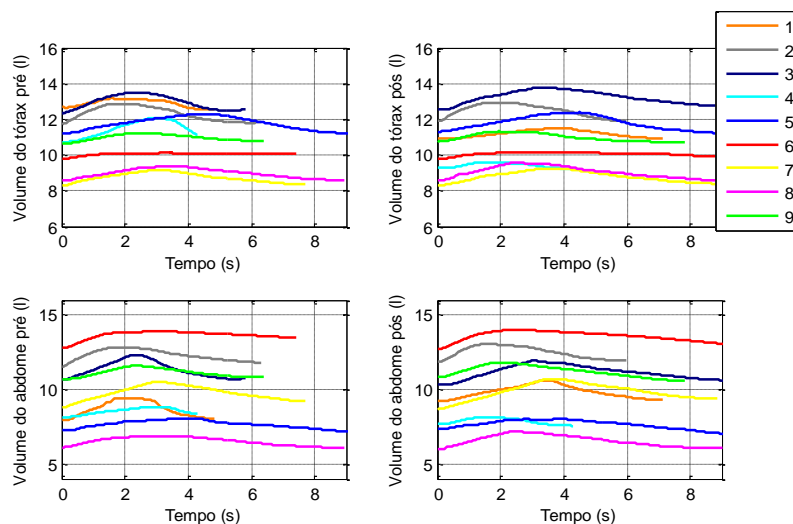 Volume do tórax pré (l)
16
14
12
10
8
6
0 2 4 6 8
Tempo (s)
Volume do tórax pós (l)
16
14
12
10
8
6
0 2 4 6 8
Tempo (s)
1
2
3
4
5
6
7
8
9
Volume do abdome pré (l)
15
10
5
0 2 4 6 8
Tempo (s)
Volume do abdome pós (l)
15
10
5
0 2 4 6 8
Tempo (s)